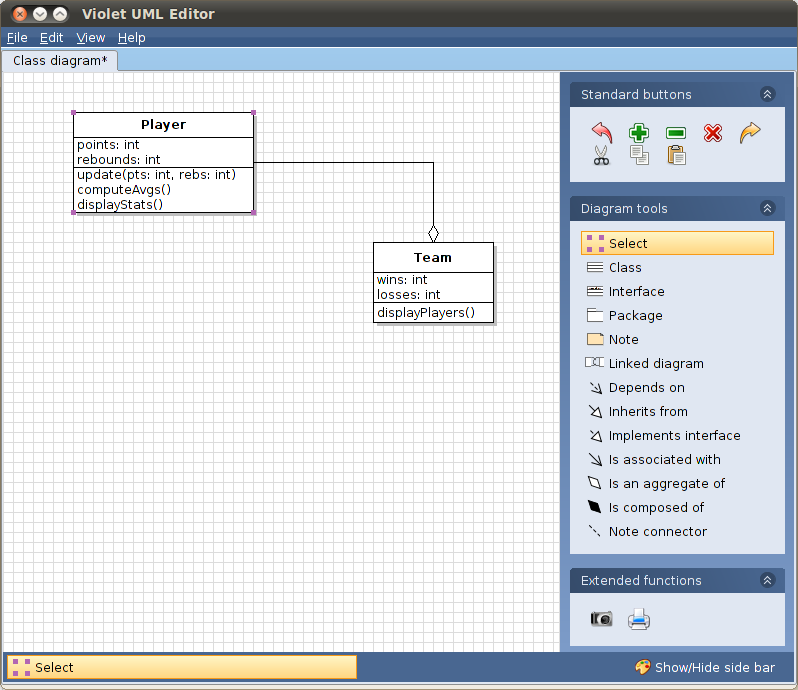 Violet UML Editor
File Edit View Help
Class diagram*
Player
points: int
rebounds: int
update(pts: int, rebs: int)
computeAvgs()
displayStats()
Team
wins: int
losses: int
displayPlayers()
Standard buttons
Diagram tools
Select
Class
Interface
Package
Note
Linked diagram
Depends on
Inherits from
Implements interface
Is associated with
Is an aggregate of
Is composed of
Note connector
Extended functions
Select
Show/Hide side bar